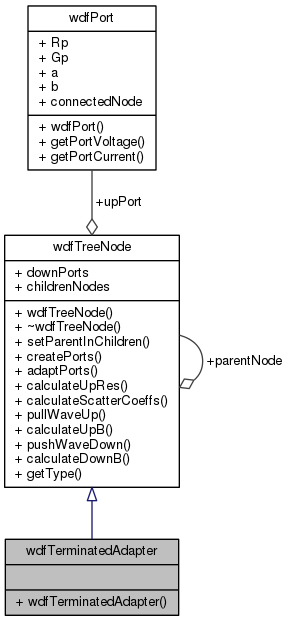 wdfPort
+ Rp
+ Gp
+ a
+ b
+ connectedNode
+ wdfPort()
+ getPortVoltage()
+ getPortCurrent()
+upPort
wdfTreeNode
+ downPorts
+ childrenNodes
+ wdfTreeNode()
+ ~wdfTreeNode()
+ setParentInChildren()
+ createPorts()
+ adaptPorts()
+ calculateUpRes()
+ calculateScatterCoeffs()
+ pullWaveUp()
+ calculateUpB()
+ pushWaveDown()
+ calculateDownB()
+ getType()
+parentNode
wdfTerminatedAdapter
+ wdfTerminatedAdapter()